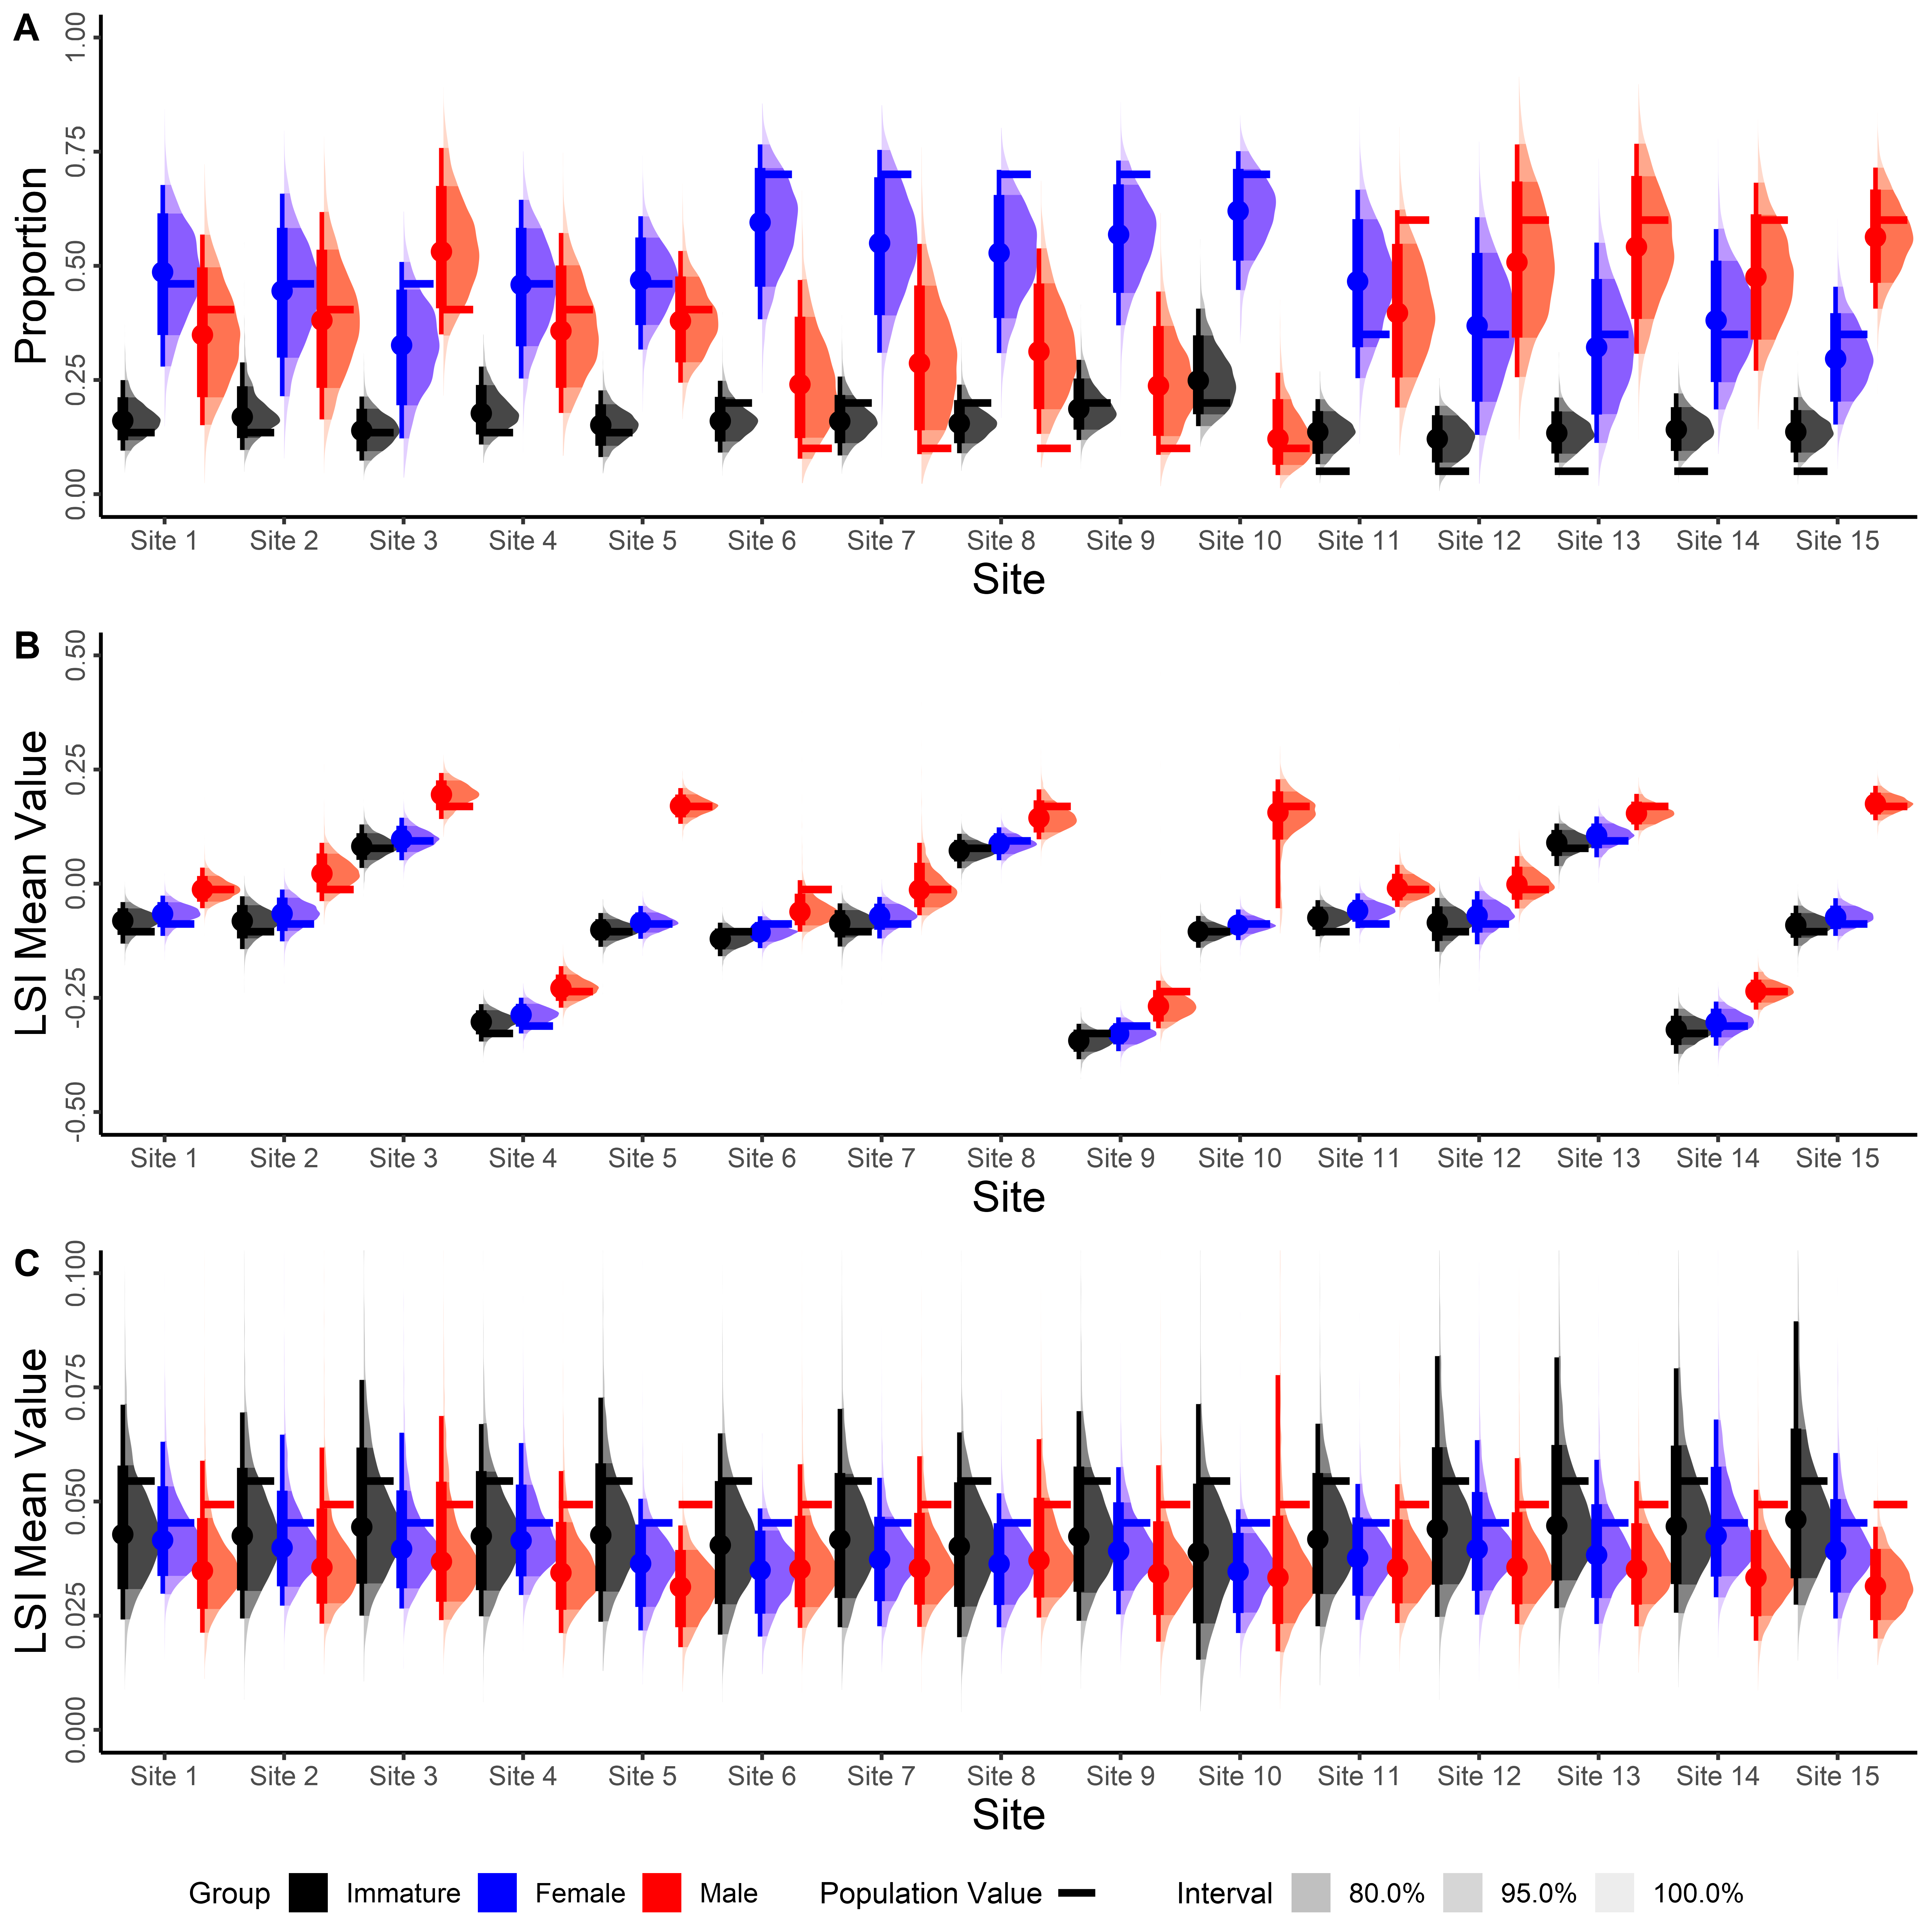 A
Proportion
1.00
0.75
0.50
0.25
0.00
Site 1 Site 2 Site 3 Site 4 Site 5 Site 6 Site 7 Site 8 Site 9 Site 10 Site 11 Site 12 Site 13 Site 14 Site 15
Site
B
LSI Mean Value
0.50
0.25
0.00
-0.25
-0.50
Site 1 Site 2 Site 3 Site 4 Site 5 Site 6 Site 7 Site 8 Site 9 Site 10 Site 11 Site 12 Site 13 Site 14 Site 15
Site
C
LSI Mean Value
0.100
0.075
0.050
0.025
0.000
Site 1 Site 2 Site 3 Site 4 Site 5 Site 6 Site 7 Site 8 Site 9 Site 10 Site 11 Site 12 Site 13 Site 14 Site 15
Site
Group Immature Female Male Population Value Interval 80.0% 95.0% 100.0%